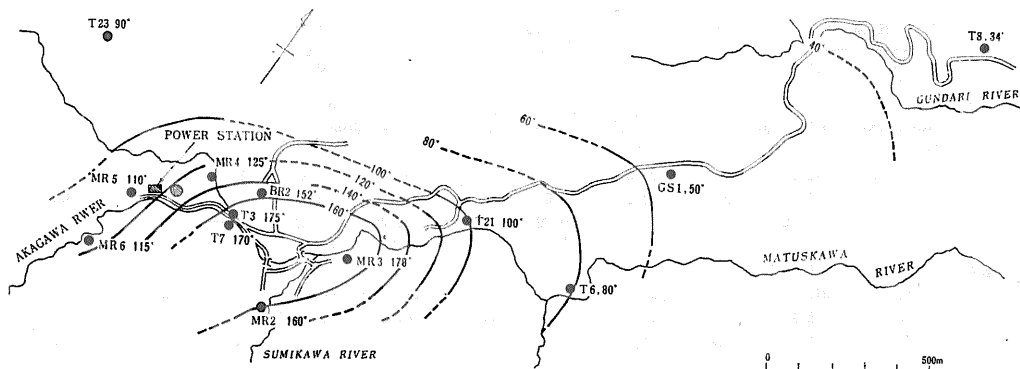 T23 90°
40°
T8.34'
GUNDARI RIVER
POWER STATION
60°
80°
100°
120°
140°
160°
MR4 125°
MR5 110°
BR2 152°
GS1,50°
T3 175°
T7 170°
T21 100°
AKAGAWA RIVER
MR6 115°
MR3 178°
MATUSKAWA
RIVER
T6,80°
MR2 160°
SUMIKAWA RIVER
0
500m